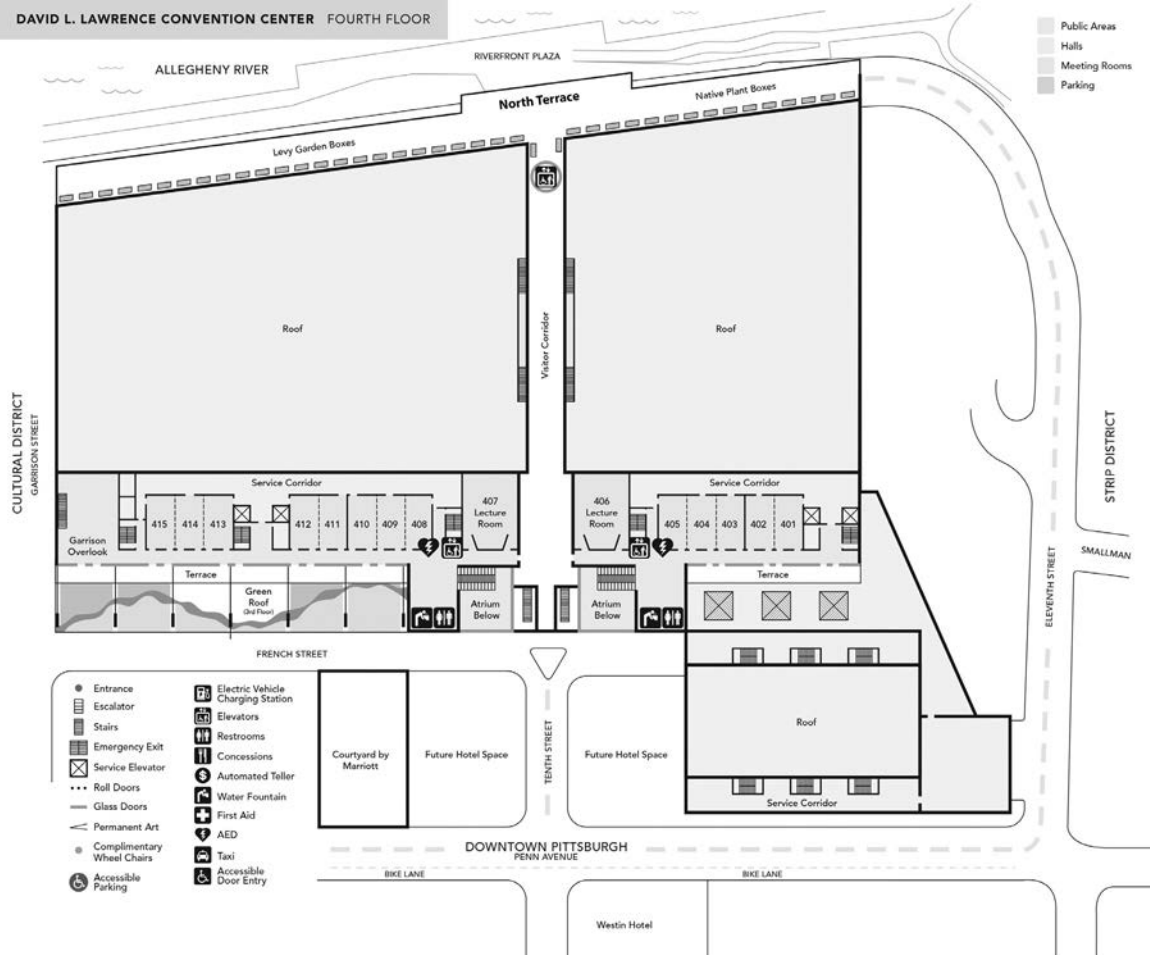 DAVID L. LAWRENCE CONVENTION CENTER FOURTH FLOOR
Public Areas
Halls
Meeting Rooms
Parking
RIVERFRONT PLAZA
ALLEGHENY RIVER
North Terrace
Native Plant Boxes
Levy Garden Boxes
Roof
Visitor Corridor
Roof
CULTURAL DISTRICT
GARRISON STREET
STRIP DISTRICT
ELEVENTH STREET
SMALLMAN
Service Corridor
Service Corridor
407
Lecture
Room
406
Lecture
Room
415
414
413
412
411
410
409
408
405
404
403
402
401
Garrison
Overlook
Terrace
Terrace
Green
Roof
(3rd Floor)
Atrium
Below
Atrium
Below
FRENCH STREET
Entrance
Escalator
Stairs
Emergency Exit
Service Elevator
Roll Doors
Glass Doors
Permanent Art
Complimentary
Wheel Chairs
Accessible
Parking
Electric Vehicle
Charging Station
Elevators
Restrooms
Concessions
$ Automated Teller
Water Fountain
First Aid
AED
Taxi
Accessible
Door Entry
Courtyard by
Marriott
Future Hotel Space
TENTH STREET
Future Hotel Space
Roof
Service Corridor
DOWNTOWN PITTSBURGH
PENN AVENUE
BIKE LANE
BIKE LANE
Westin Hotel